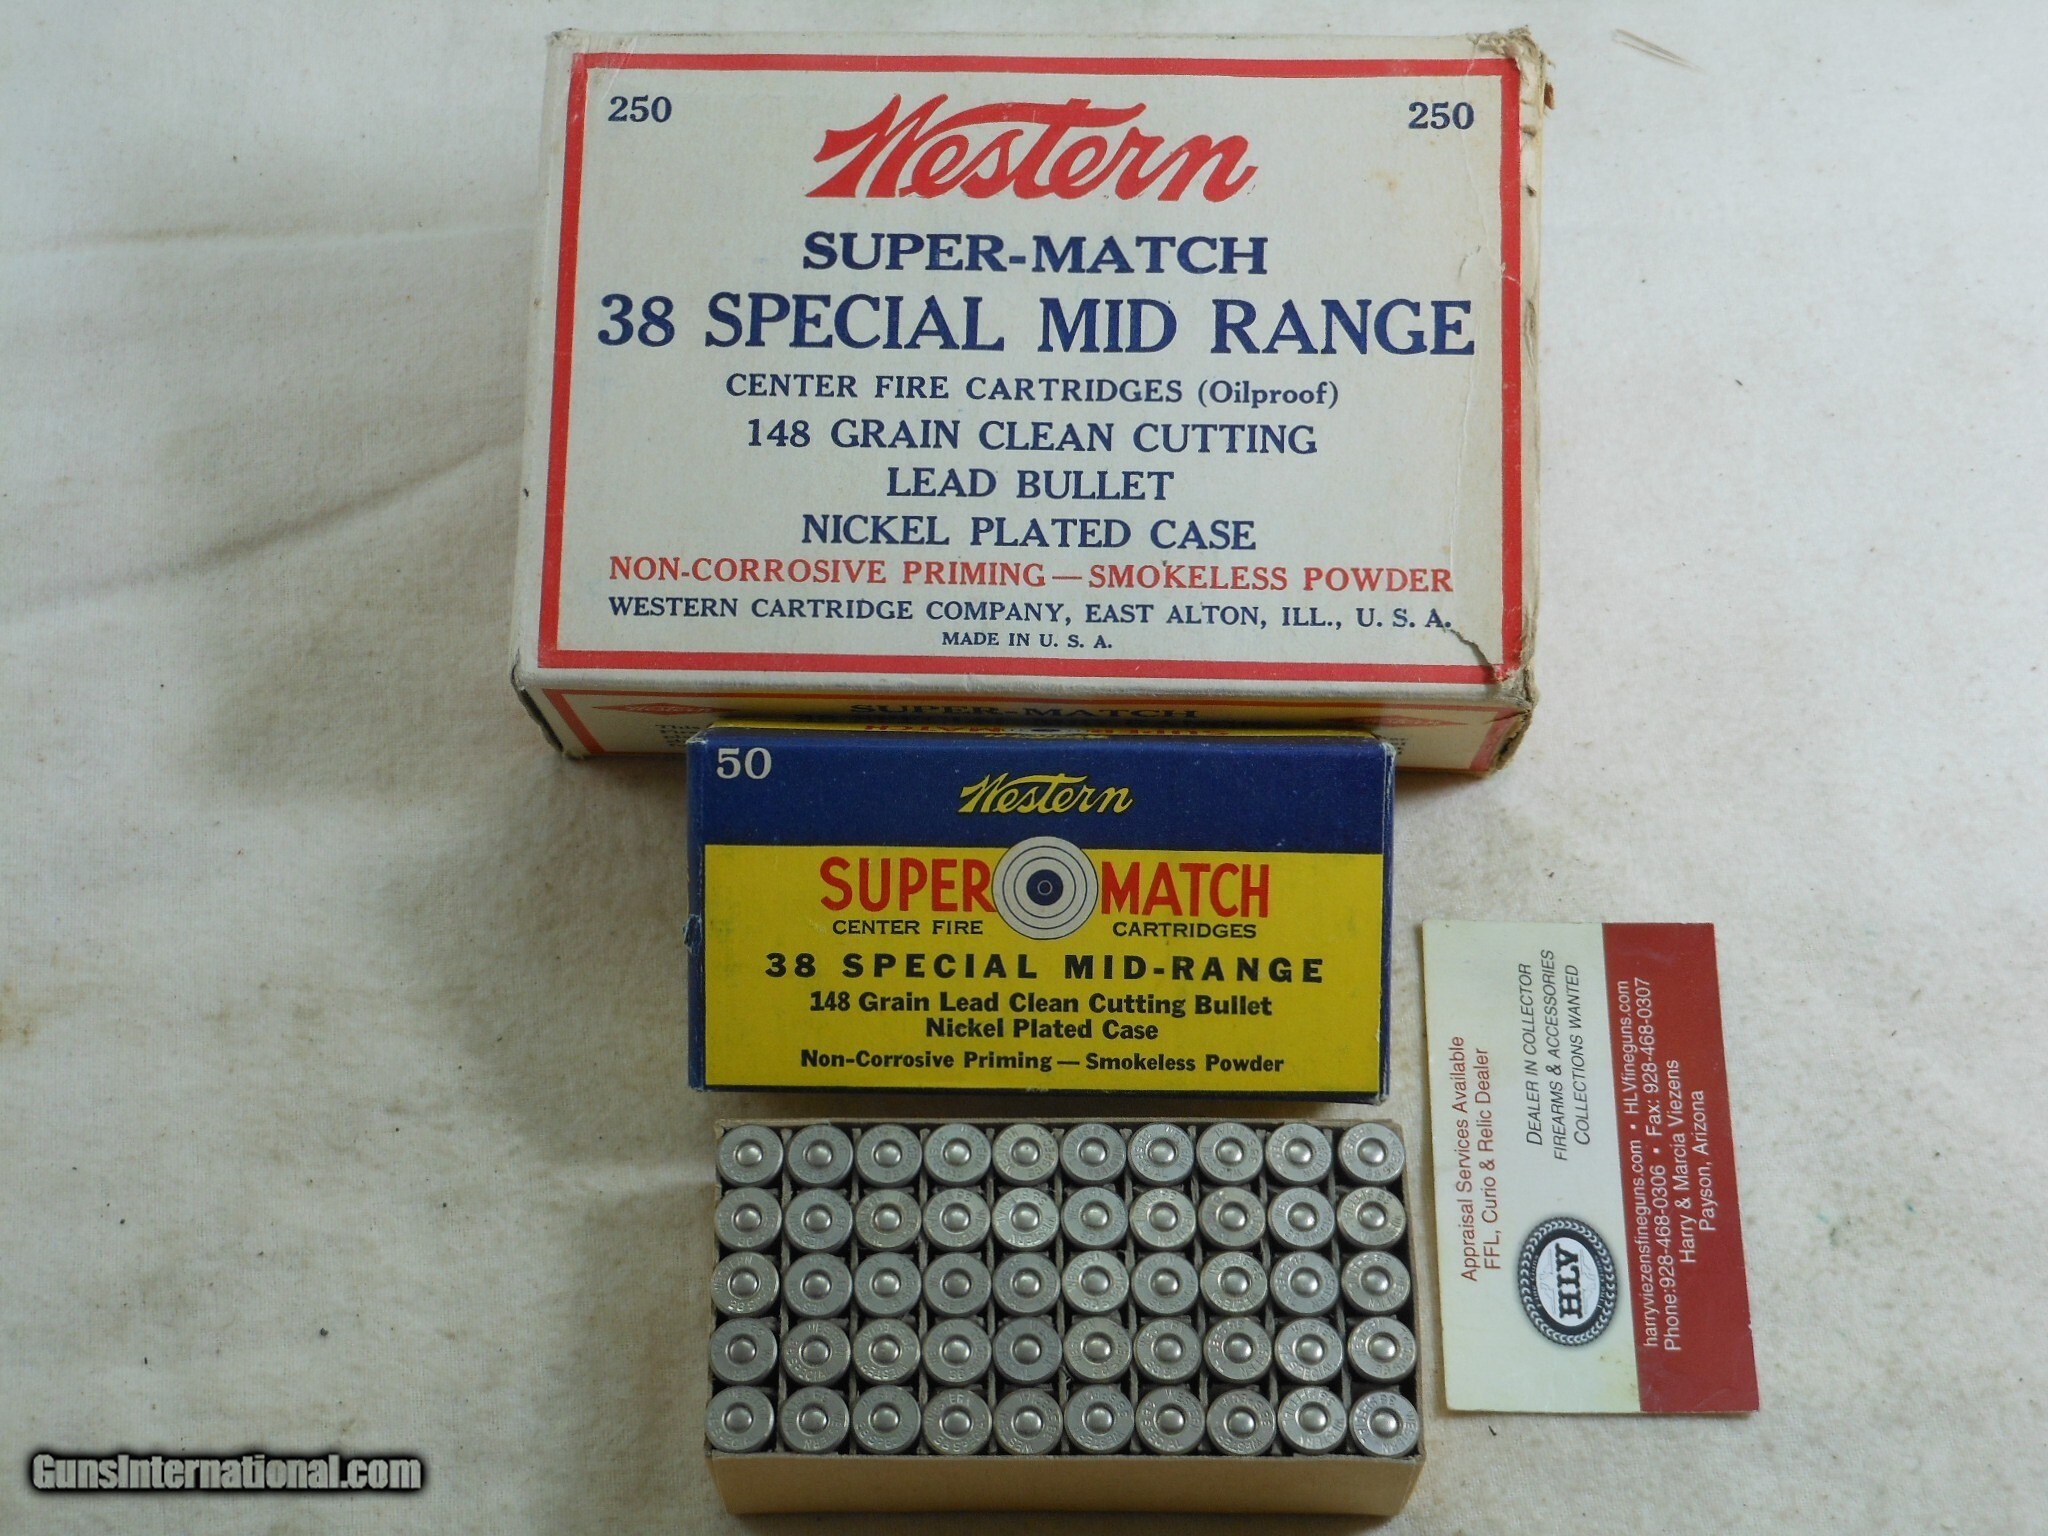 250
250
Western
SUPER-MATCH
38 SPECIAL MID RANGE
CENTER FIRE CARTRIDGES (Oilproof)
148 GRAIN CLEAN CUTTING
LEAD BULLET
NICKEL PLATED CASE
NON-CORROSIVE PRIMING — SMOKELESS POWDER
WESTERN CARTRIDGE COMPANY, EAST ALTON, ILL., U. S. A.
MADE IN U. S. A.
SUPER-MATCH
50
Western
SUPER MATCH
CENTER FIRE CARTRIDGES
38 SPECIAL MID-RANGE
148 Grain Lead Clean Cutting Bullet
Nickel Plated Case
Non-Corrosive Priming — Smokeless Powder
Appraisal Services Available
FFL, Curio & Relic Dealer
DEALER IN COLLECTOR
FIREARMS & ACCESSORIES
COLLECTIONS WANTED
HLV
harryviezensfineguns.com • HLVfineguns.com
Phone:928-468-0306 • Fax: 928-468-0307
Harry & Marcia Viezens
Payson, Arizona
GunsInternational.com